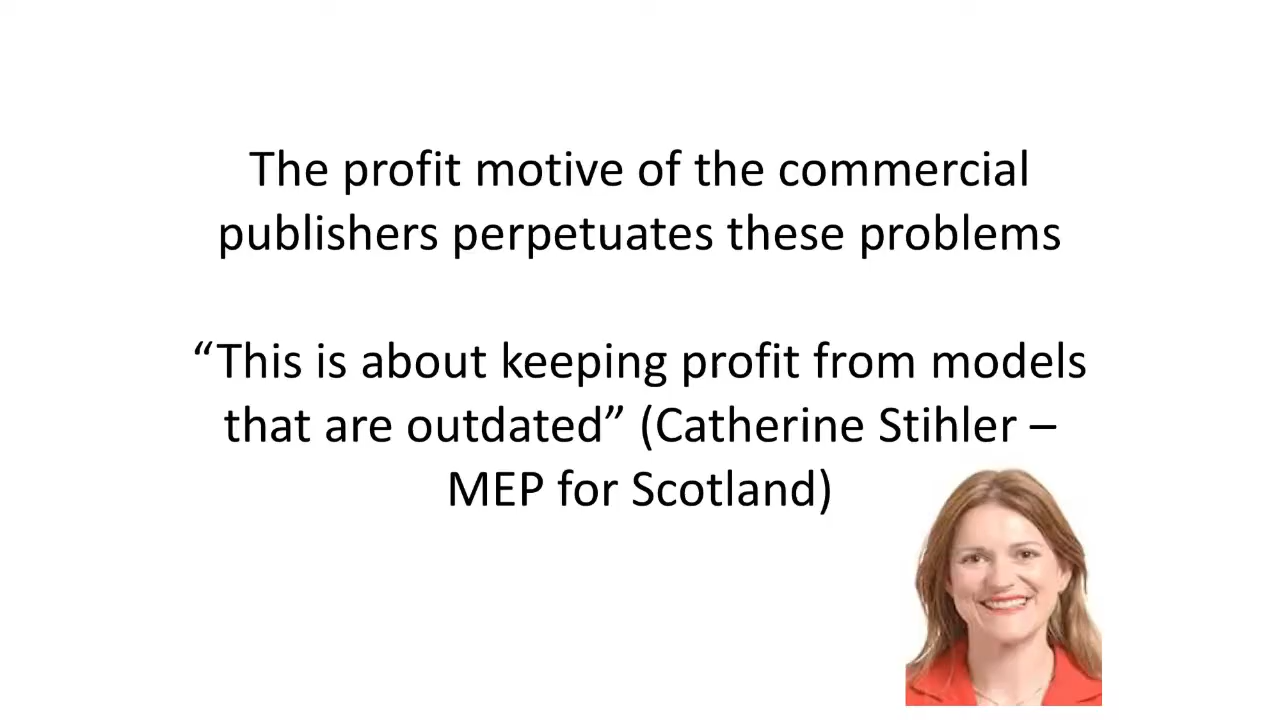 The profit motive of the commercial
publishers perpetuates these problems
“This is about keeping profit from models
that are outdated” (Catherine Stihler –
MEP for Scotland)